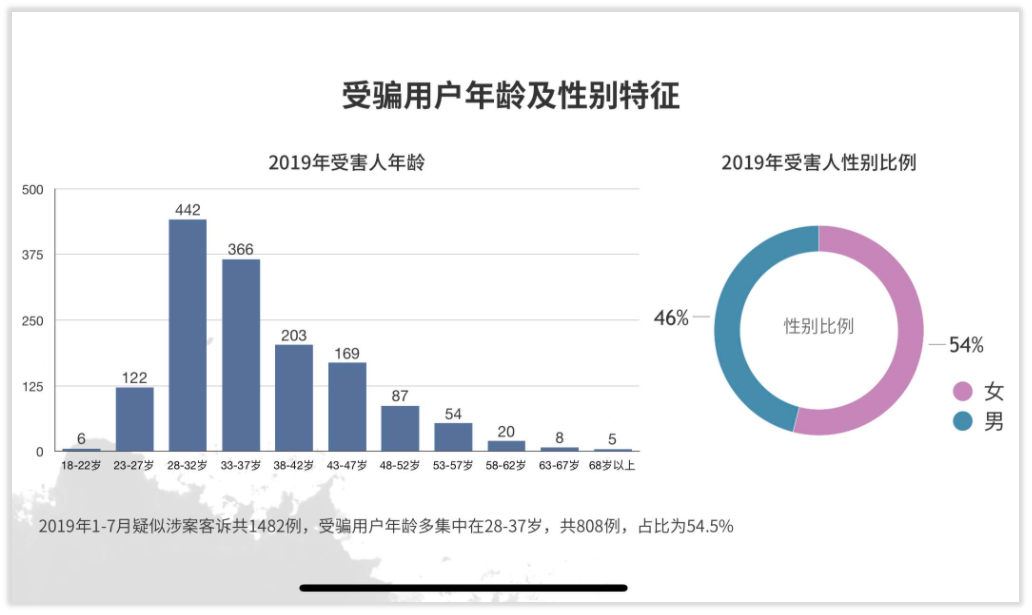 受骗用户年龄及性别特征
2019年受害人年龄
500
375
250
125
0
6
122
442
366
203
169
87
54
20
8
5
18-22岁
23-27岁
28-32岁
33-37岁
38-42岁
43-47岁
48-52岁
53-57岁
58-62岁
63-67岁
68岁以上
2019年受害人性别比例
46%
性别比例
54%
女
男
2019年1-7月疑似涉案客诉共1482例，受骗用户年龄多集中在28-37岁，共808例，占比为54.5%